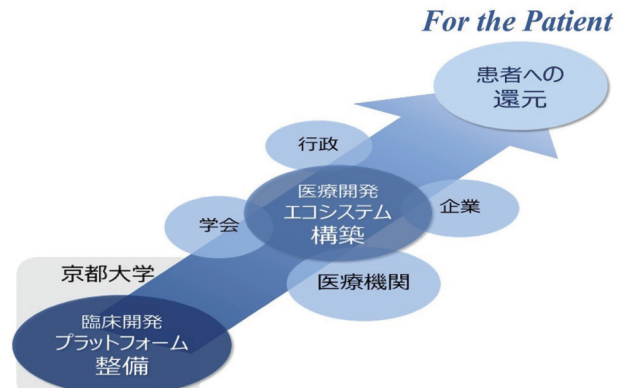 For the Patient
患者への
還元
行政
医療開発
エコシステム
構築
企業
学会
医療機関
京都大学
臨床開発
プラットフォーム
整備